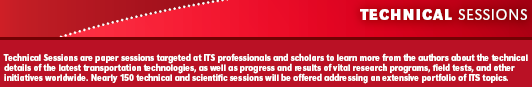 TECHNICAL SESSIONS
Technical Sessions are paper sessions targeted at ITS professionals and scholars to learn more from the authors about the technical
details of the latest transportation technologies, as well as progress and results of vital research programs, field tests, and other
initiatives worldwide. Nearly 150 technical and scientific sessions will be offered addressing an extensive portfolio of ITS topics.